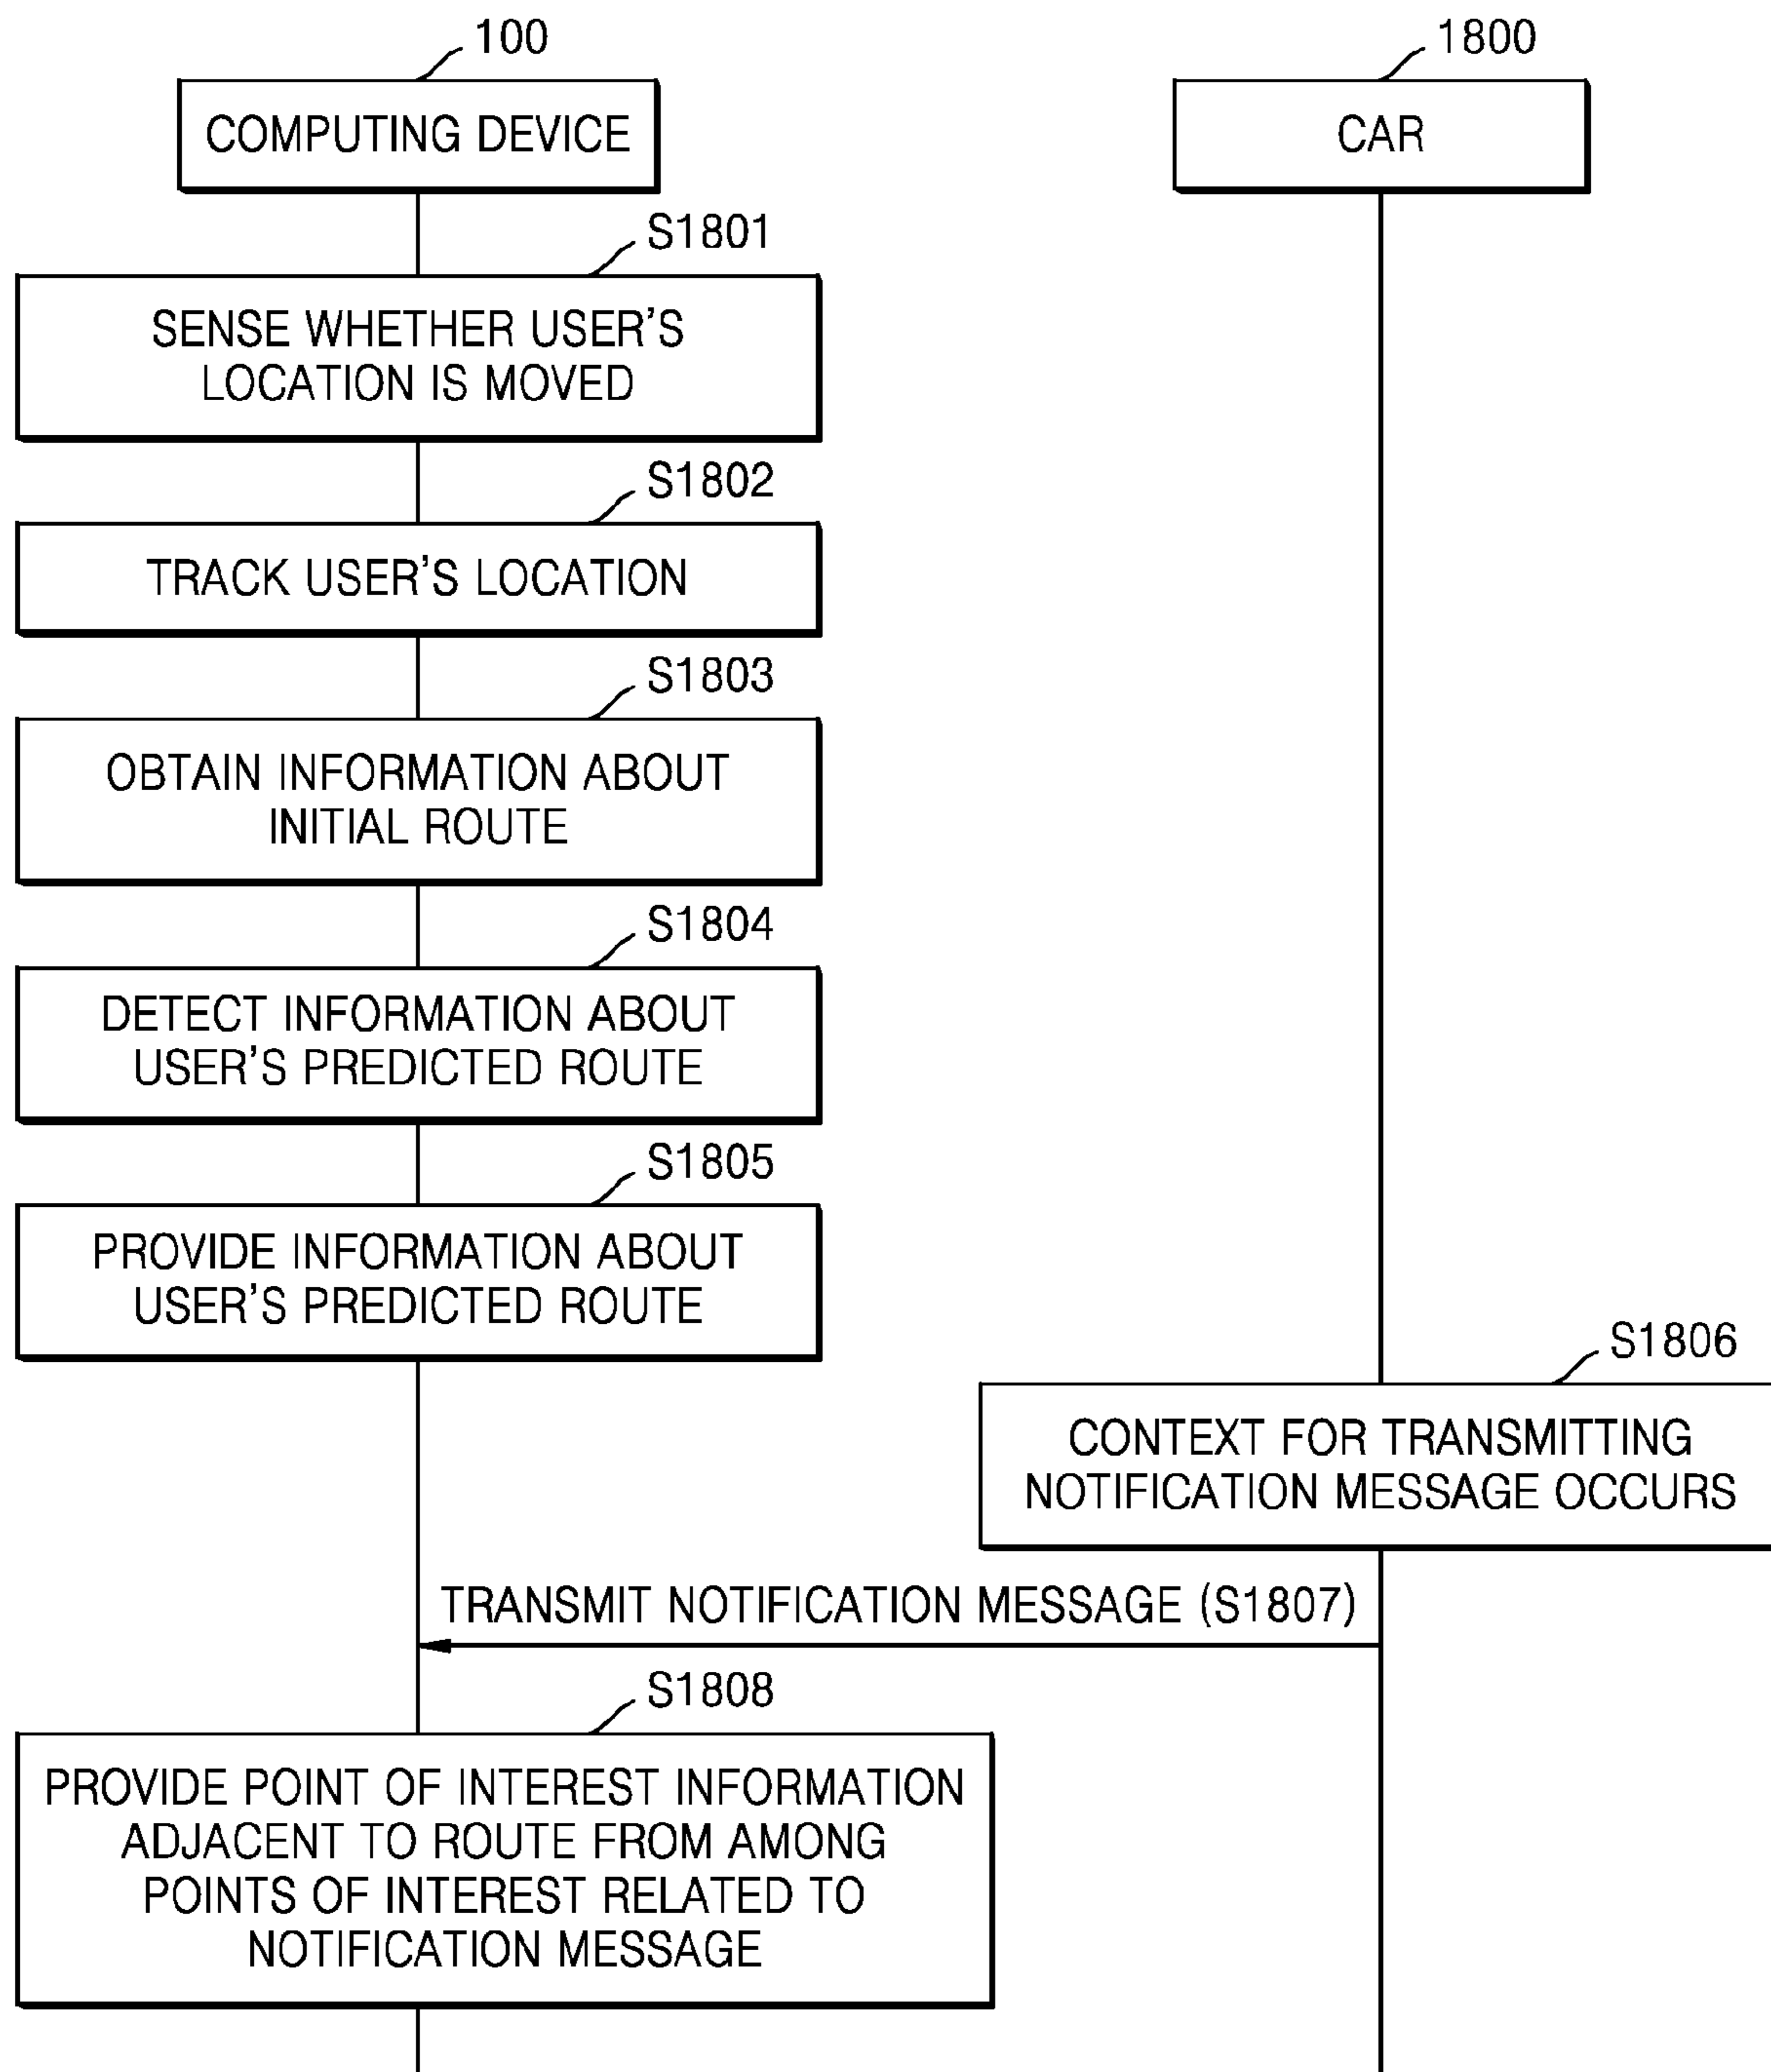 100
1800
COMPUTING DEVICE
CAR
S1801
SENSE WHETHER USER'S
LOCATION IS MOVED
S1802
TRACK USER'S LOCATION
S1803
OBTAIN INFORMATION ABOUT
INITIAL ROUTE
S1804
DETECT INFORMATION ABOUT
USER'S PREDICTED ROUTE
S1805
PROVIDE INFORMATION ABOUT
USER'S PREDICTED ROUTE
S1806
CONTEXT FOR TRANSMITTING
NOTIFICATION MESSAGE OCCURS
TRANSMIT NOTIFICATION MESSAGE (S1807)
S1808
PROVIDE POINT OF INTEREST INFORMATION
ADJACENT TO ROUTE FROM AMONG
POINTS OF INTEREST RELATED TO
NOTIFICATION MESSAGE